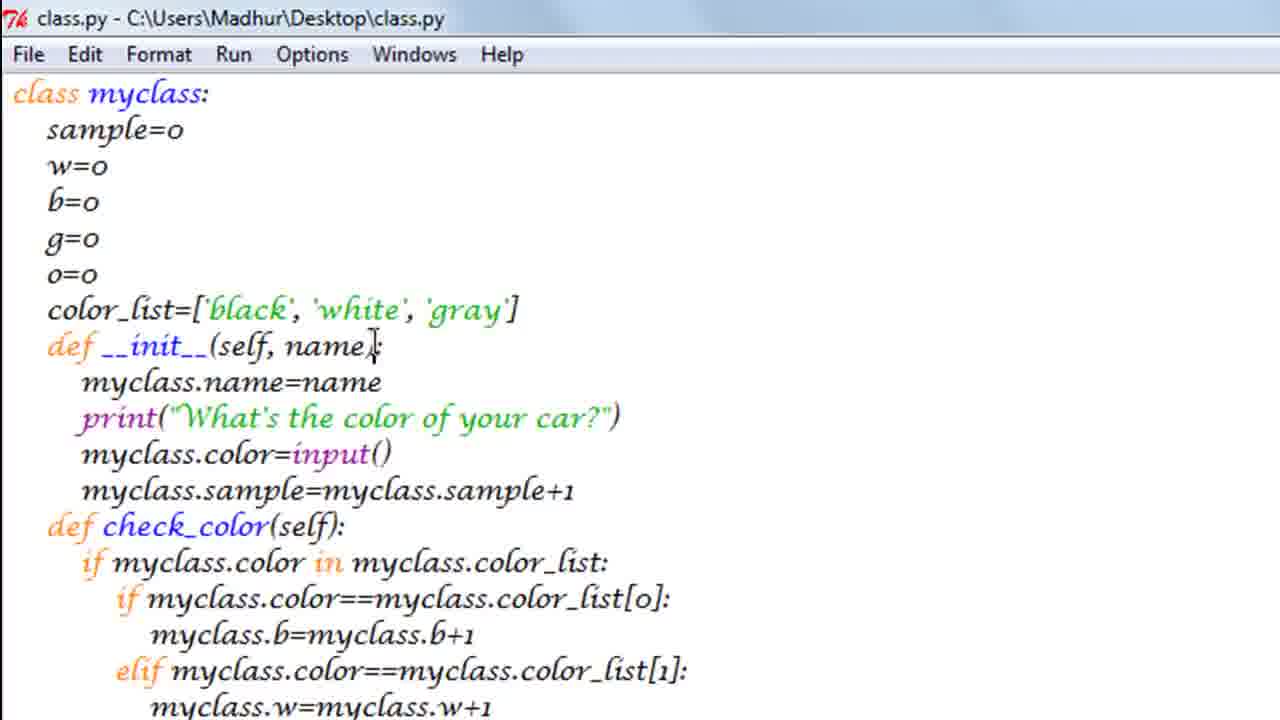 class.py - C:\Users\Madhur\Desktop\class.py
File Edit Format Run Options Windows Help
class myclass:
    sample=0
    w=0
    b=0
    g=0
    o=0
    color_list=['black', 'white', 'gray']
    def __init__(self, name):
        myclass.name=name
        print("What's the color of your car?")
        myclass.color=input()
        myclass.sample=myclass.sample+1
    def check_color(self):
        if myclass.color in myclass.color_list:
            if myclass.color==myclass.color_list[0]:
                myclass.b=myclass.b+1
            elif myclass.color==myclass.color_list[1]:
                myclass.w=myclass.w+1